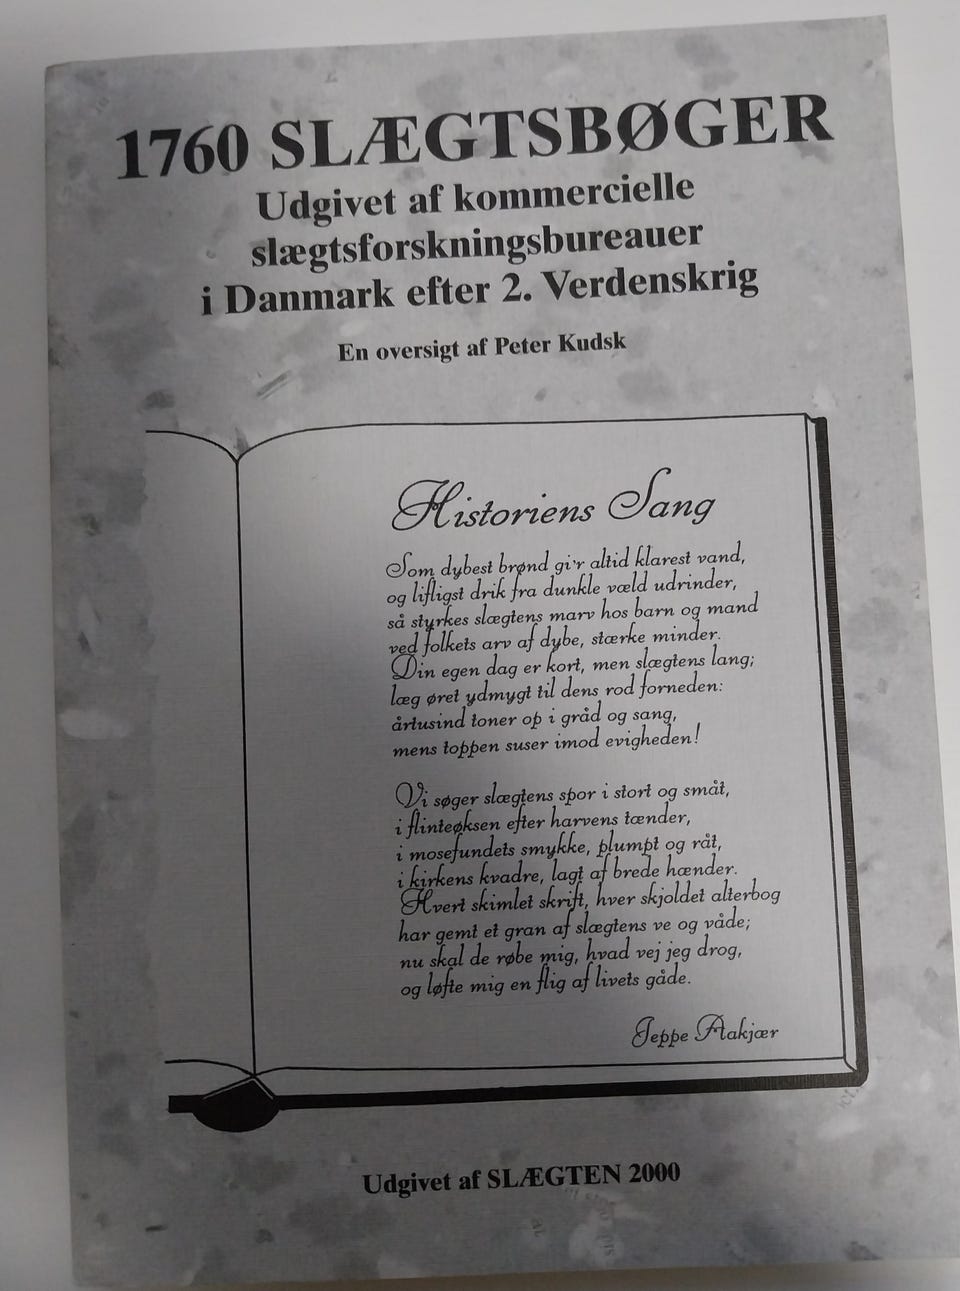 1760 SLÆGTSBØGER
Udgivet af kommercielle
slægtsforskningsbureauer
i Danmark efter 2. Verdenskrig
En oversigt af Peter Kudsk
Historiens Sang
Som dybest brønd gi'r altid klarest vand,
og lifligst drik fra dunkle væld udrinder,
så styrkes slægtens marv hos barn og mand
ved folkets arv af dybe, stærke minder.
Din egen dag er kort, men slægtens lang;
læg øret ydmygt til dens rod forneden:
årtusind toner op i gråd og sang,
mens toppen suser imod evigheden!
Vi søger slægtens spor i stort og småt,
i flinteøksen efter harvens tænder,
i mosefundets smykke, plumpt og råt,
i kirkens kvadre, lagt af brede hænder.
Hvert skimlet skrift, hver skjoldet alterbog
har gemt et gran af slægtens ve og våde;
nu skal de røbe mig, hvad vej jeg drog,
og løfte mig en flig af livets gåde.
Jeppe Aakjær
Udgivet af SLÆGTEN 2000